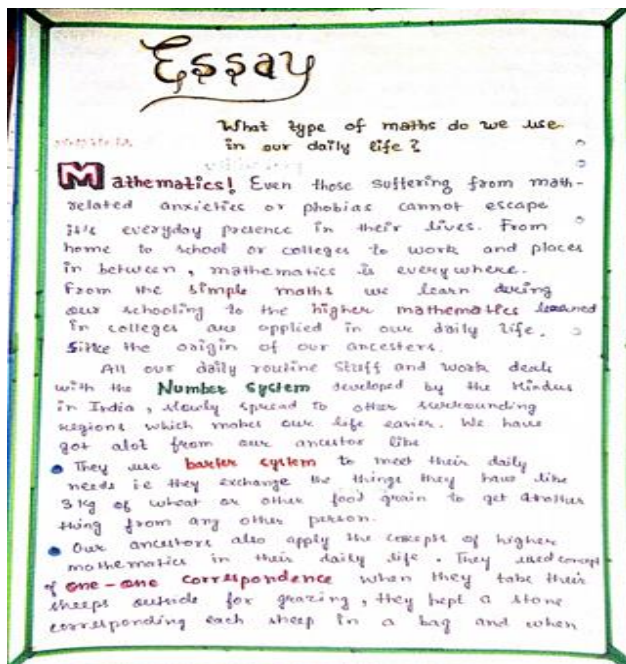 Essay
What type of maths do we use
in our daily life ?
Mathematics! Even those suffering from math-
related anxieties or phobias cannot escape
its everyday presence in their lives. From
home to school or colleges to work and places
in between, mathematics is everywhere.
From the simple maths we learn during
our schooling to the higher mathematics learned
in colleges are applied in our daily life.
Since the origin of our ancesters.
All our daily routine stuff and work deals
with the Number System developed by the Hindus
in India, slowly spread to other surrounding
regions which makes our life easier. We have
got alot from our ancestor like
They use barter system to meet their daily
needs i.e they exchange the things they have like
3 kg of wheat or other food grain to get another
thing from any other person.
Our ancestors also apply the concept of higher
mathematics in their daily life. They used concept
of one-one correspondence when they take their
sheeps outside for grazing, they kept a stone
corresponding each sheep in a bag and when